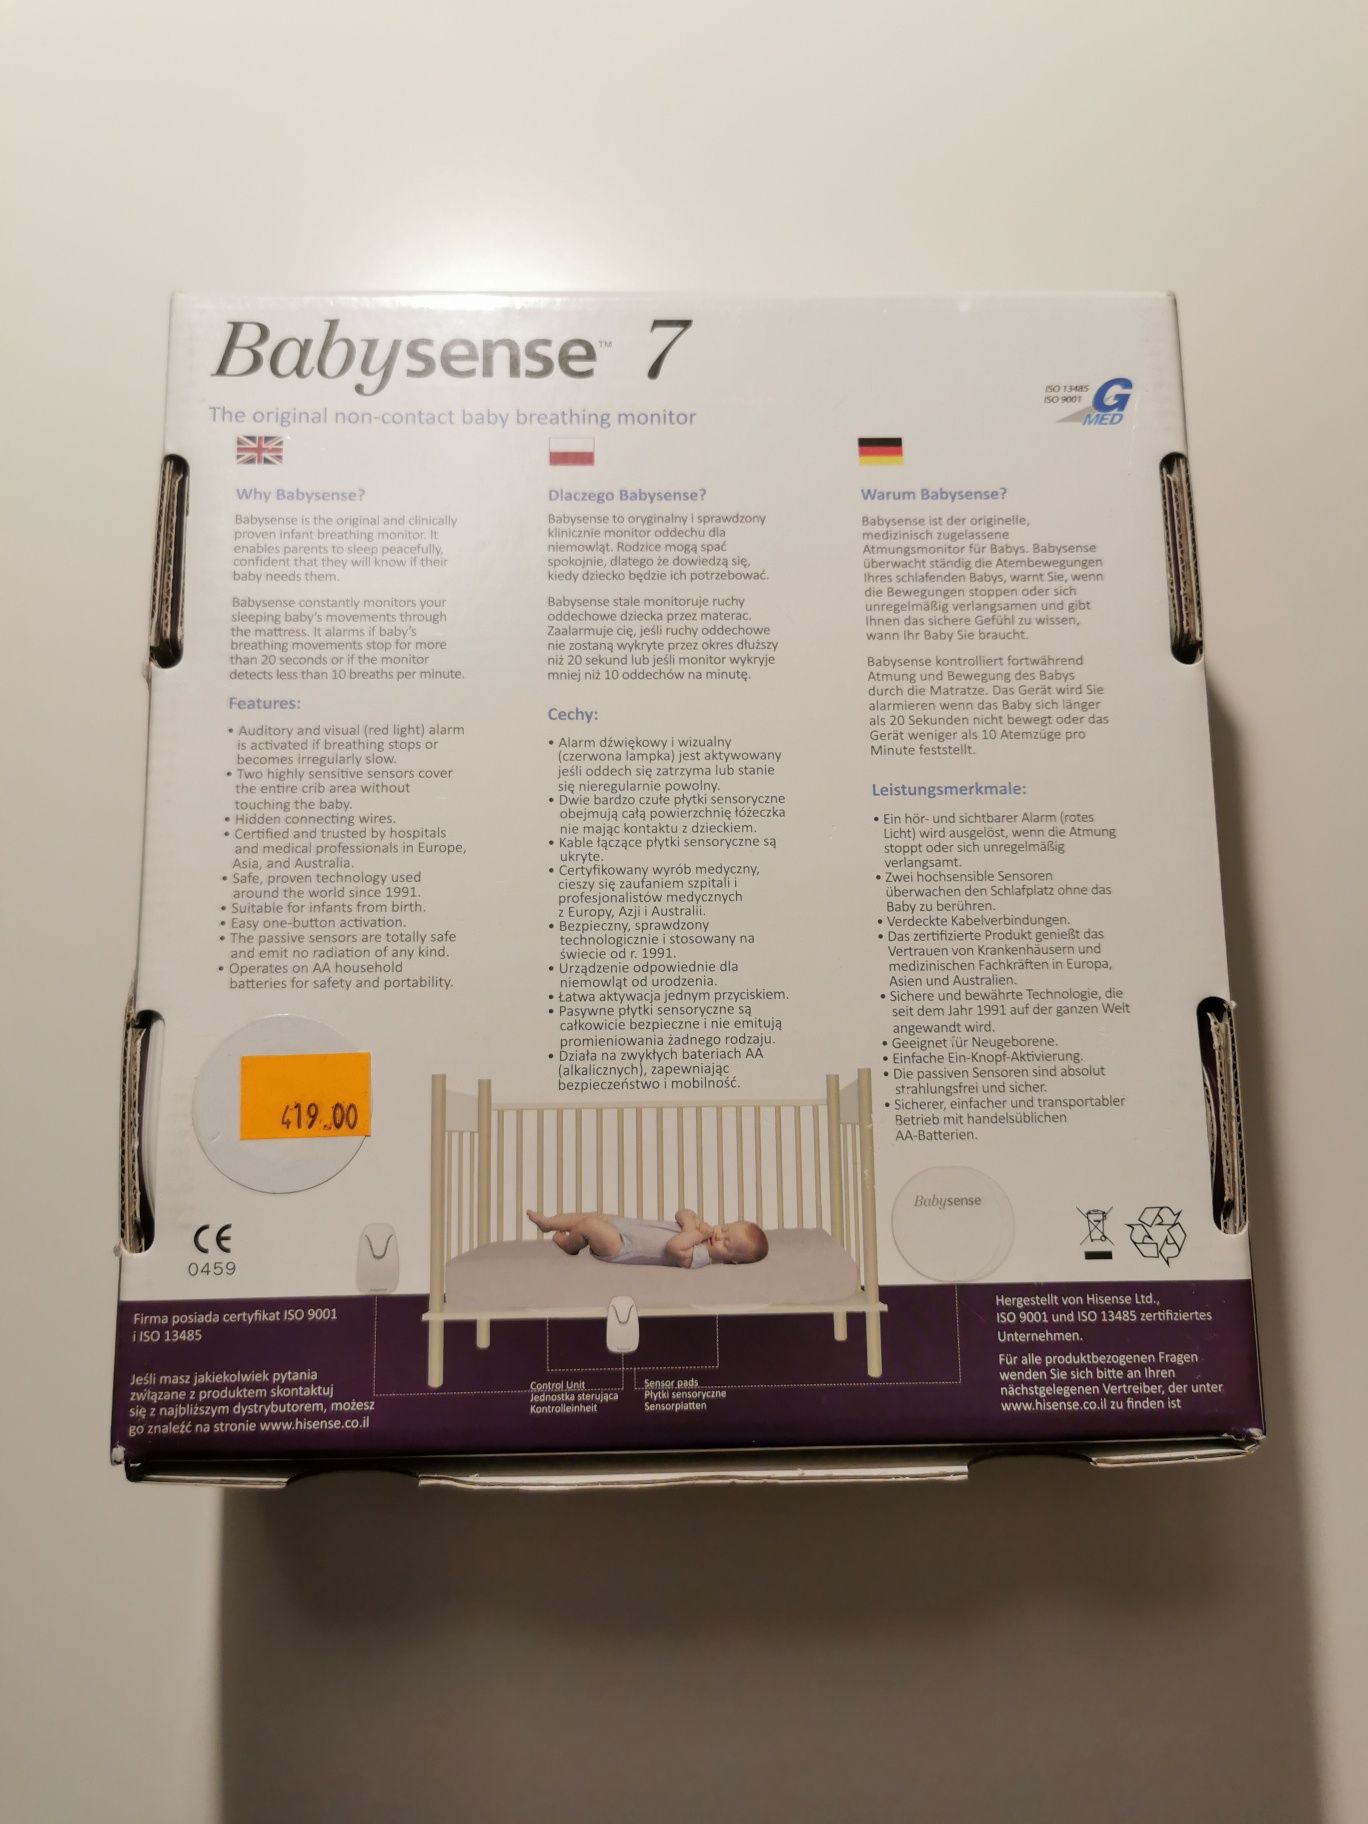 Babysense™ 7
The original non-contact baby breathing monitor
ISO 13485
ISO 9001
G
MED
Why Babysense?
Babysense is the original and clinically
proven infant breathing monitor. It
enables parents to sleep peacefully,
confident that they will know if their
baby needs them.
Babysense constantly monitors your
sleeping baby's movements through
the mattress. It alarms if baby's
breathing movements stop for more
than 20 seconds or if the monitor
detects less than 10 breaths per minute.
Features:
• Auditory and visual (red light) alarm
is activated if breathing stops or
becomes irregularly slow.
• Two highly sensitive sensors cover
the entire crib area without
touching the baby.
• Hidden connecting wires.
• Certified and trusted by hospitals
and medical professionals in Europe,
Asia, and Australia.
• Safe, proven technology used
around the world since 1991.
• Suitable for infants from birth.
• Easy one-button activation.
• The passive sensors are totally safe
and emit no radiation of any kind.
• Operates on AA household
batteries for safety and portability.
Dlaczego Babysense?
Babysense to oryginalny i sprawdzony
klinicznie monitor oddechu dla
niemowląt. Rodzice mogą spać
spokojnie, dlatego że dowiedzą się,
kiedy dziecko będzie ich potrzebować.
Babysense stale monitoruje ruchy
oddechowe dziecka przez materac.
Zaalarmuje cię, jeśli ruchy oddechowe
nie zostaną wykryte przez okres dłuższy
niż 20 sekund lub jeśli monitor wykryje
mniej niż 10 oddechów na minutę.
Cechy:
• Alarm dźwiękowy i wizualny
(czerwona lampka) jest aktywowany
jeśli oddech się zatrzyma lub stanie
się nieregularnie powolny.
• Dwie bardzo czułe płytki sensoryczne
obejmują całą powierzchnię łóżeczka
nie mając kontaktu z dzieckiem.
• Kable łączące płytki sensoryczne są
ukryte.
• Certyfikowany wyrób medyczny,
cieszy się zaufaniem szpitali i
profesjonalistów medycznych
z Europy, Azji i Australii.
• Bezpieczny, sprawdzony
technologicznie i stosowany na
świecie od r. 1991.
• Urządzenie odpowiednie dla
niemowląt od urodzenia.
• Łatwa aktywacja jednym przyciskiem.
• Pasywne płytki sensoryczne są
całkowicie bezpieczne i nie emitują
promieniowania żadnego rodzaju.
• Działa na zwykłych bateriach AA
(alkalicznych), zapewniając
bezpieczeństwo i mobilność.
Warum Babysense?
Babysense ist der originelle,
medizinisch zugelassene
Atmungsmonitor für Babys. Babysense
überwacht ständig die Atembewegungen
Ihres schlafenden Babys, warnt Sie, wenn
die Bewegungen stoppen oder sich
unregelmäßig verlangsamen und gibt
Ihnen das sichere Gefühl zu wissen,
wann Ihr Baby Sie braucht.
Babysense kontrolliert fortwährend
Atmung und Bewegung des Babys
durch die Matratze. Das Gerät wird Sie
alarmieren wenn das Baby sich länger
als 20 Sekunden nicht bewegt oder das
Gerät weniger als 10 Atemzüge pro
Minute feststellt.
Leistungsmerkmale:
• Ein hör- und sichtbarer Alarm (rotes
Licht) wird ausgelöst, wenn die Atmung
stoppt oder sich unregelmäßig
verlangsamt.
• Zwei hochsensible Sensoren
überwachen den Schlafplatz ohne das
Baby zu berühren.
• Verdeckte Kabelverbindungen.
• Das zertifizierte Produkt genießt das
Vertrauen von Krankenhäusern und
medizinischen Fachkräften in Europa,
Asien und Australien.
• Sichere und bewährte Technologie, die
seit dem Jahr 1991 auf der ganzen Welt
angewandt wird.
• Geeignet für Neugeborene.
• Einfache Ein-Knopf-Aktivierung.
• Die passiven Sensoren sind absolut
strahlungsfrei und sicher.
• Sicherer, einfacher und transportabler
Betrieb mit handelsüblichen
AA-Batterien.
419.00
Babysense
CE
0459
Firma posiada certyfikat ISO 9001
i ISO 13485
Jeśli masz jakiekolwiek pytania
związane z produktem skontaktuj
się z najbliższym dystrybutorem, możesz
go znaleźć na stronie www.hisense.co.il
Control Unit
Jednostka sterująca
Kontrolleinheit
Sensor pads
Płytki sensoryczne
Sensorplatten
Hergestellt von Hisense Ltd.,
ISO 9001 und ISO 13485 zertifiziertes
Unternehmen.
Für alle produktbezogenen Fragen
wenden Sie sich bitte an Ihren
nächstgelegenen Vertreiber, der unter
www.hisense.co.il zu finden ist